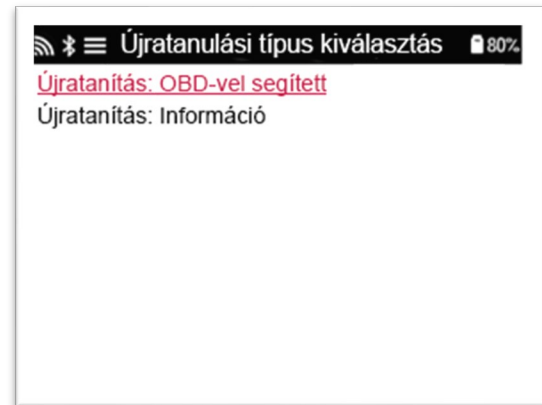 Újratanulási típus kiválasztás 80%
Újratanítás: OBD-vel segített
Újratanítás: Információ